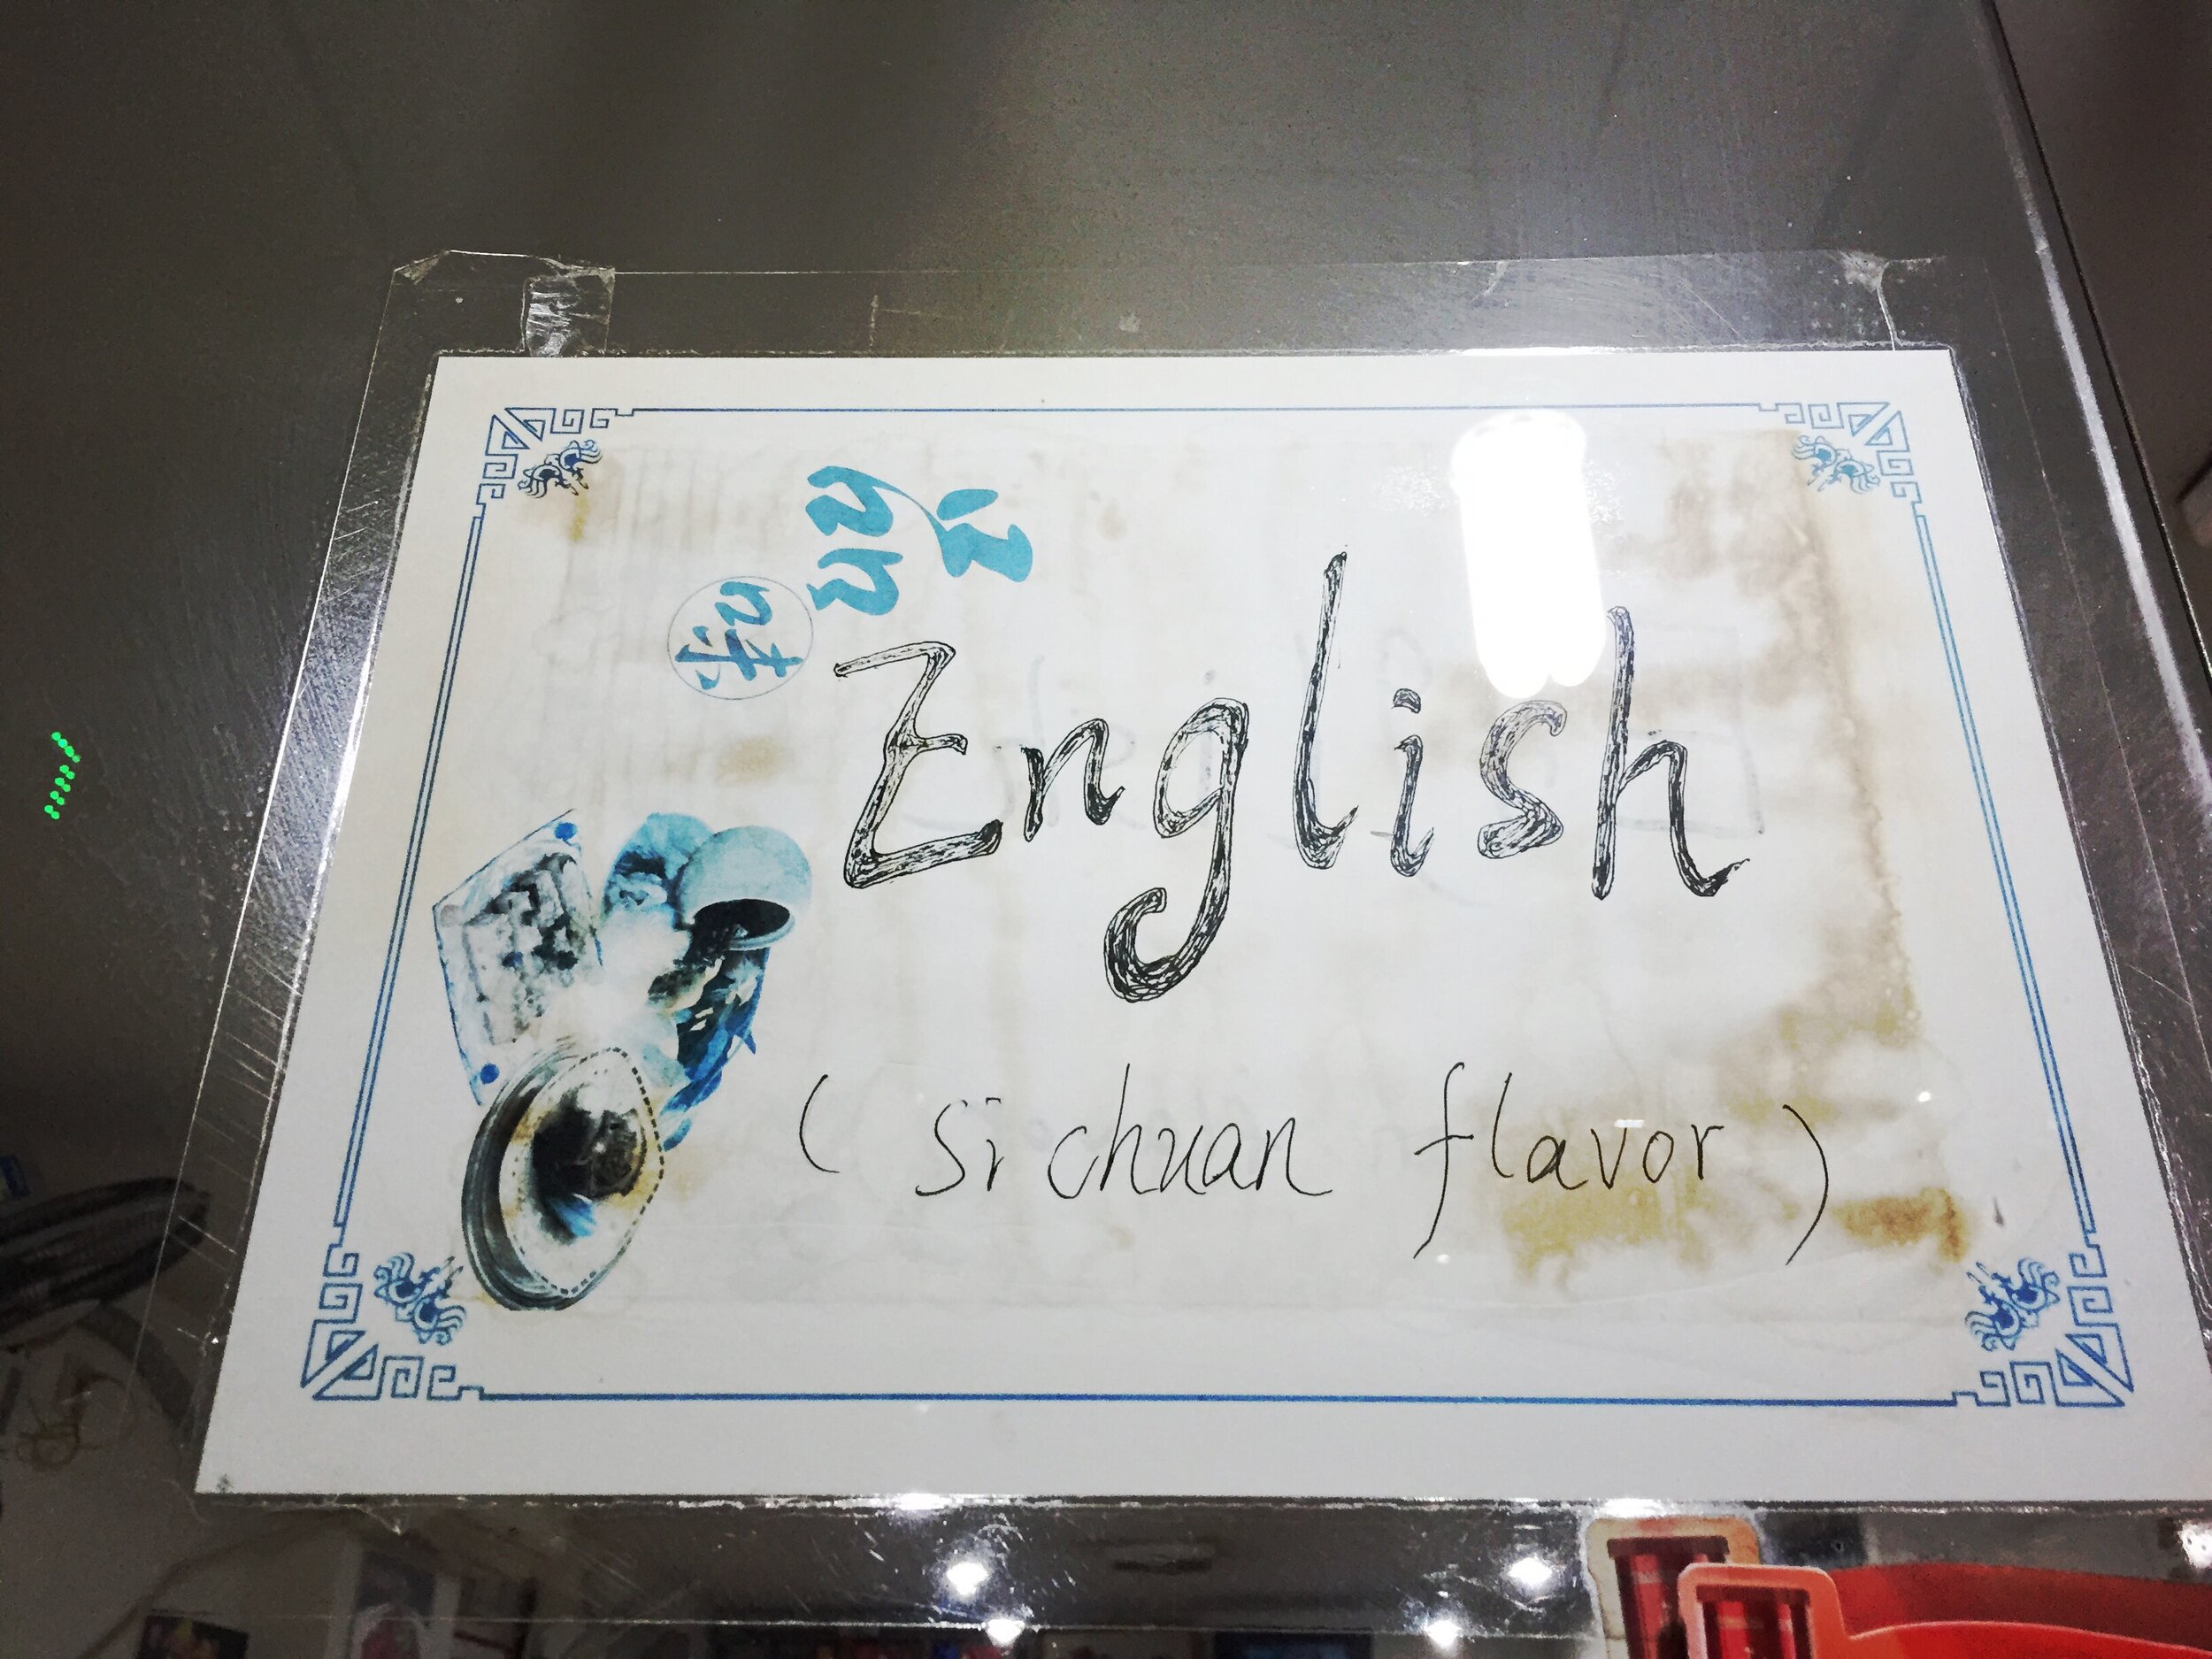 English
( Sichuan flavor )